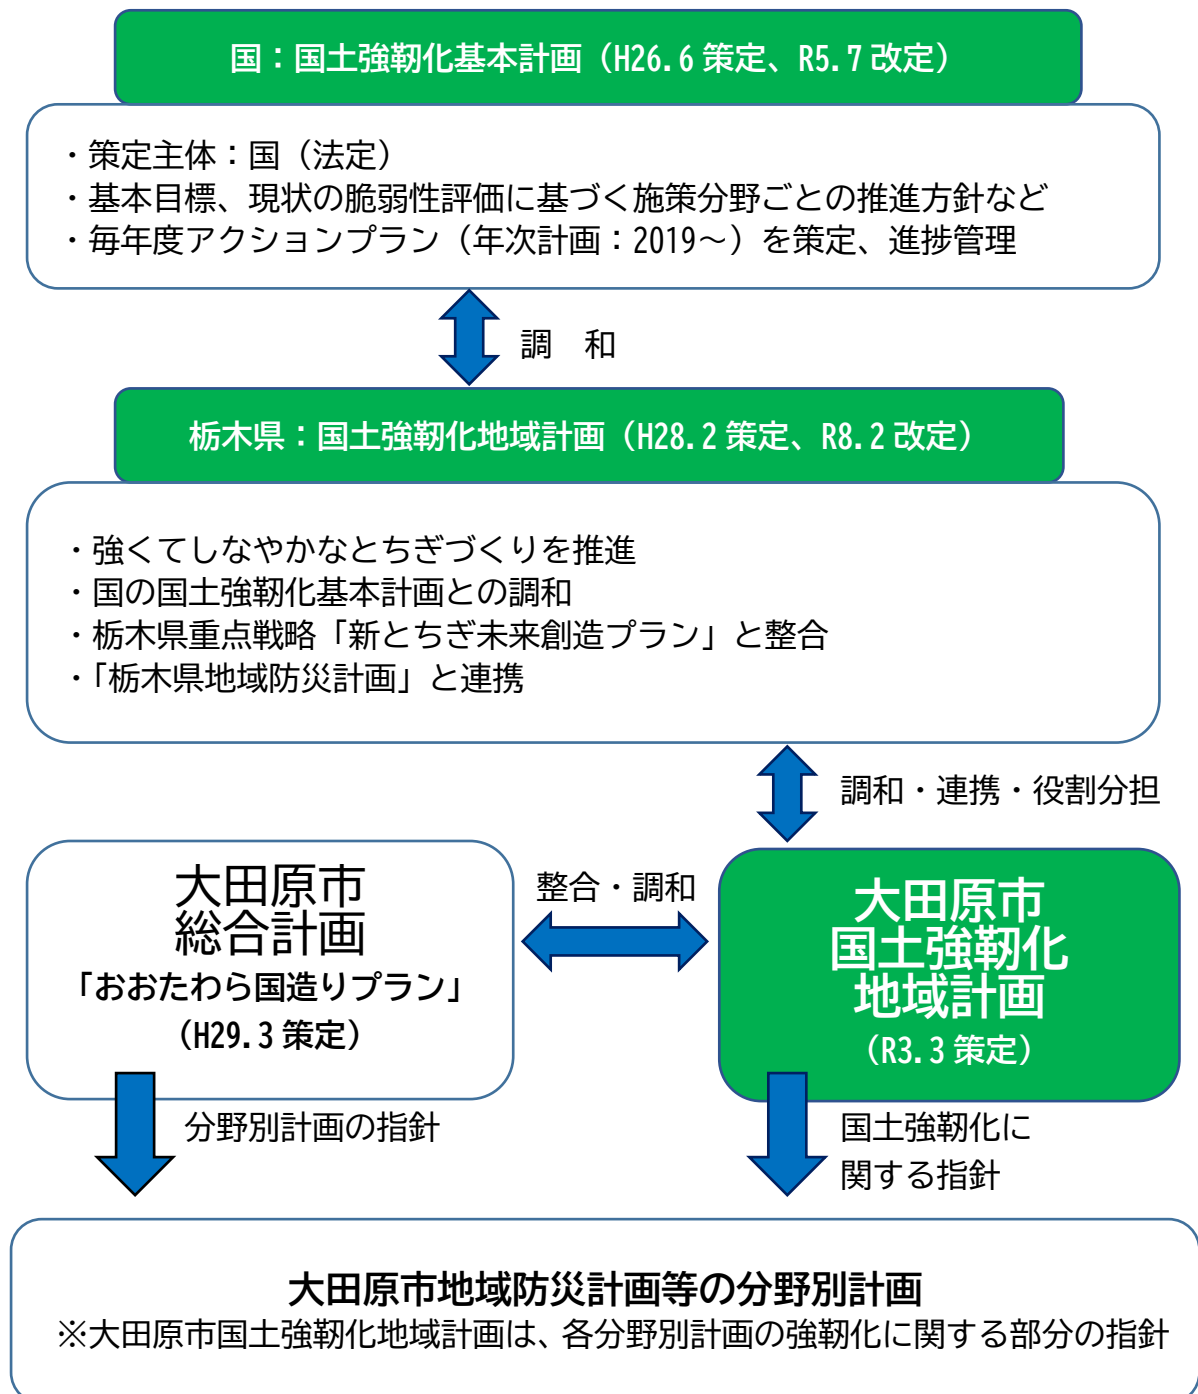 国：国土強靭化基本計画（H26.6 策定、R5.7 改定）
・策定主体：国（法定）
・基本目標、現状の脆弱性評価に基づく施策分野ごとの推進方針など
・毎年度アクションプラン（年次計画：2019～）を策定、進捗管理
調　和
栃木県：国土強靭化地域計画（H28.2 策定、R8.2 改定）
・強くてしなやかなとちぎづくりを推進
・国の国土強靭化基本計画との調和
・栃木県重点戦略「新とちぎ未来創造プラン」と整合
・「栃木県地域防災計画」と連携
調和・連携・役割分担
大田原市
総合計画
「おおたわら国造りプラン」
（H29.3 策定）
整合・調和
大田原市
国土強靭化
地域計画
（R3.3 策定）
分野別計画の指針
国土強靭化に
関する指針
大田原市地域防災計画等の分野別計画
※大田原市国土強靭化地域計画は、各分野別計画の強靭化に関する部分の指針